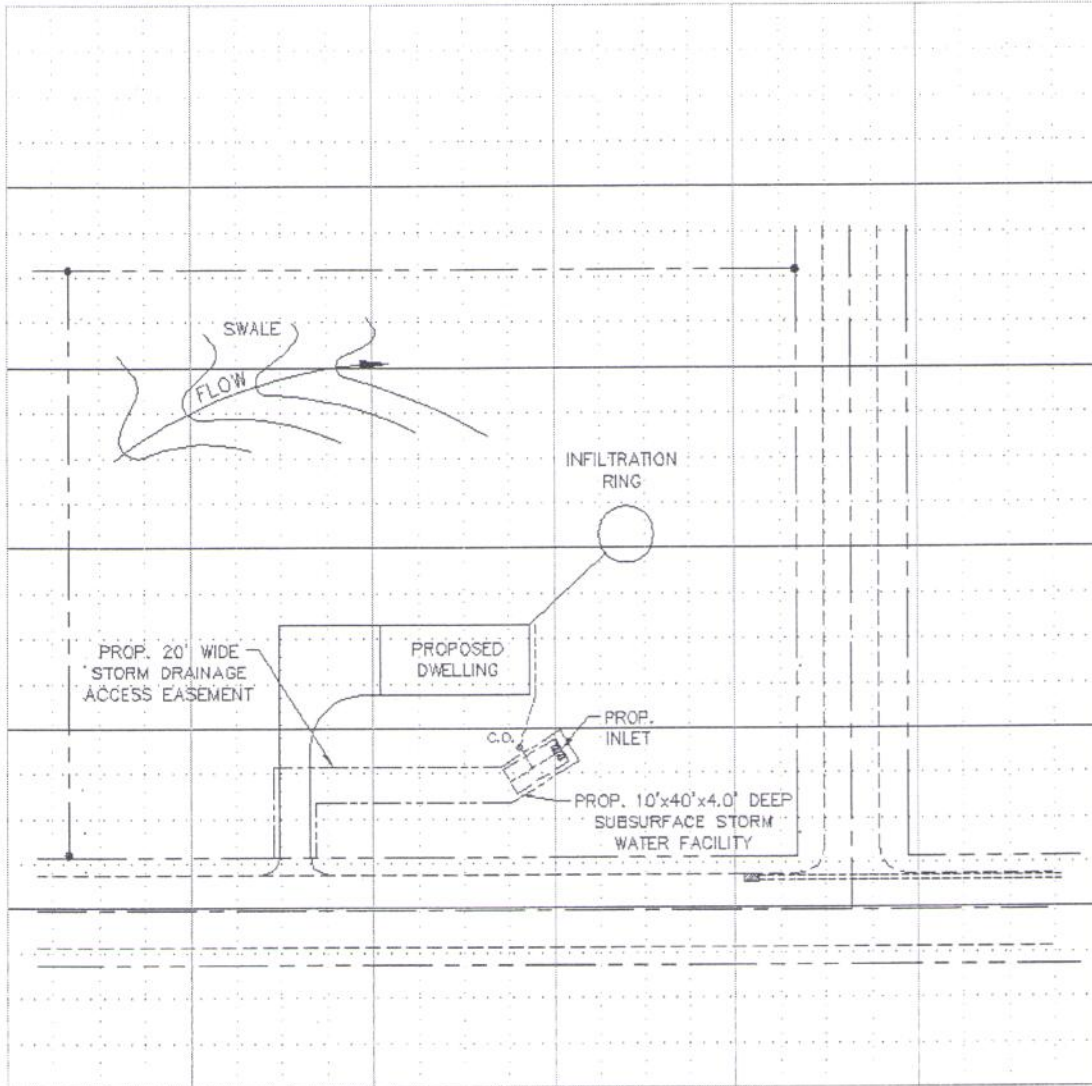 SWALE
FLOW
INFILTRATION
RING
PROP. 20' WIDE
STORM DRAINAGE
ACCESS EASEMENT
PROPOSED
DWELLING
C.O.
PROP.
INLET
PROP. 10'x40'x4.0' DEEP
SUBSURFACE STORM
WATER FACILITY